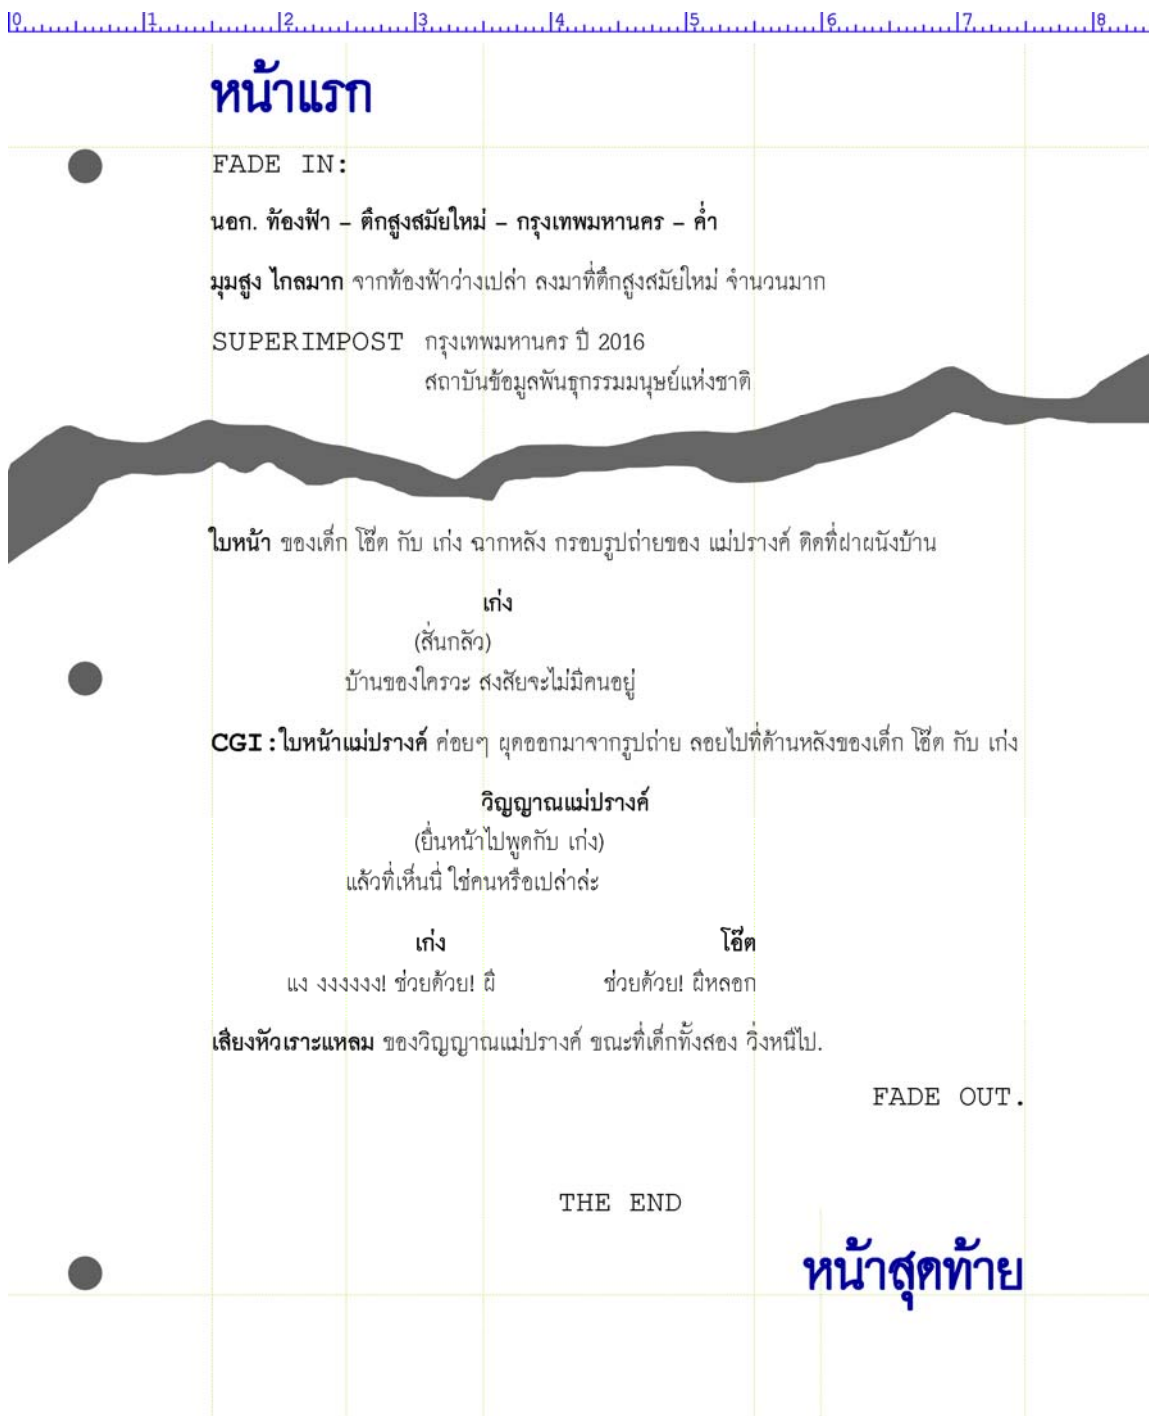 0 1 2 3 4 5 6 7 8
หน้าแรก
FADE IN:
นอก. ท้องฟ้า – ตึกสูงสมัยใหม่ – กรุงเทพมหานคร – ค่ำ
มุมสูง ไกลมาก จากท้องฟ้าว่างเปล่า ลงมาที่ตึกสูงสมัยใหม่ จำนวนมาก
SUPERIMPOST กรุงเทพมหานคร ปี 2016
สถาบันข้อมูลพันธุกรรมมนุษย์แห่งชาติ
ใบหน้า ของเด็ก โอ๊ต กับ เก่ง ฉากหลัง กรอบรูปถ่ายของ แม่ปรางค์ ติดที่ฝาผนังบ้าน
เก่ง
(สั่นกลัว)
บ้านของใครวะ สงสัยจะไม่มีคนอยู่
CGI:ใบหน้าแม่ปรางค์ ค่อยๆ ผุดออกมาจากรูปถ่าย ลอยไปที่ด้านหลังของเด็ก โอ๊ต กับ เก่ง
วิญญาณแม่ปรางค์
(ยื่นหน้าไปพูดกับ เก่ง)
แล้วที่เห็นนี่ ใช่คนหรือเปล่าล่ะ
เก่ง โอ๊ต
แง งงงงงง! ช่วยด้วย! ผี ช่วยด้วย! ผีหลอก
เสียงหัวเราะแหลม ของวิญญาณแม่ปรางค์ ขณะที่เด็กทั้งสอง วิ่งหนีไป.
FADE OUT.
THE END
หน้าสุดท้าย